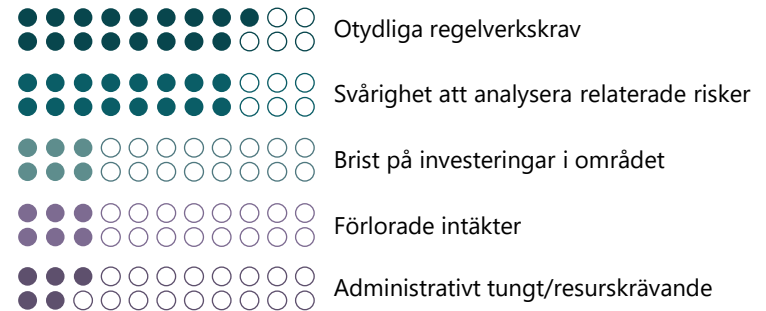 Otydliga regelverkskrav
Svårighet att analysera relaterade risker
Brist på investeringar i området
Förlorade intäkter
Administrativt tungt/resurskrävande